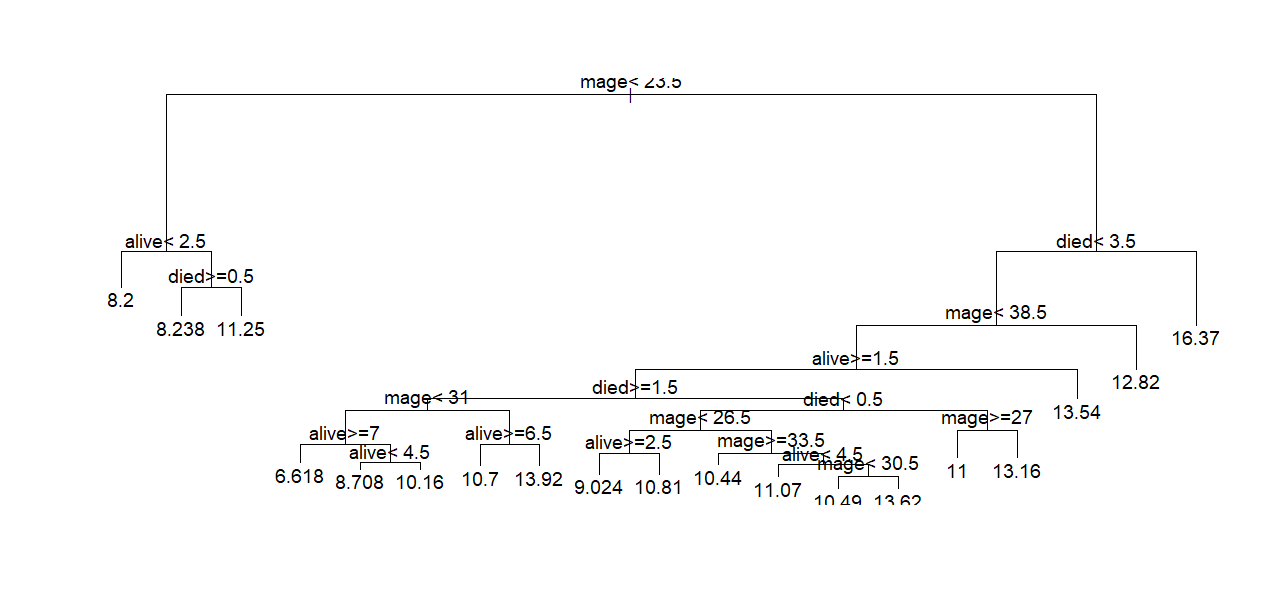 mage< 23.5
alive< 2.5
died< 3.5
died>=0.5
8.2
mage< 38.5
8.238
11.25
16.37
alive>=1.5
12.82
died>=1.5
mage< 31
died< 0.5
13.54
mage< 26.5
mage>=27
alive>=7
alive>=6.5
alive>=2.5
mage>=33.5
alive< 4.5
alive< 4.5
mage< 30.5
6.618
8.708
10.16
10.7
13.92
9.024
10.81
10.44
11.07
11
13.16
10.49
13.62